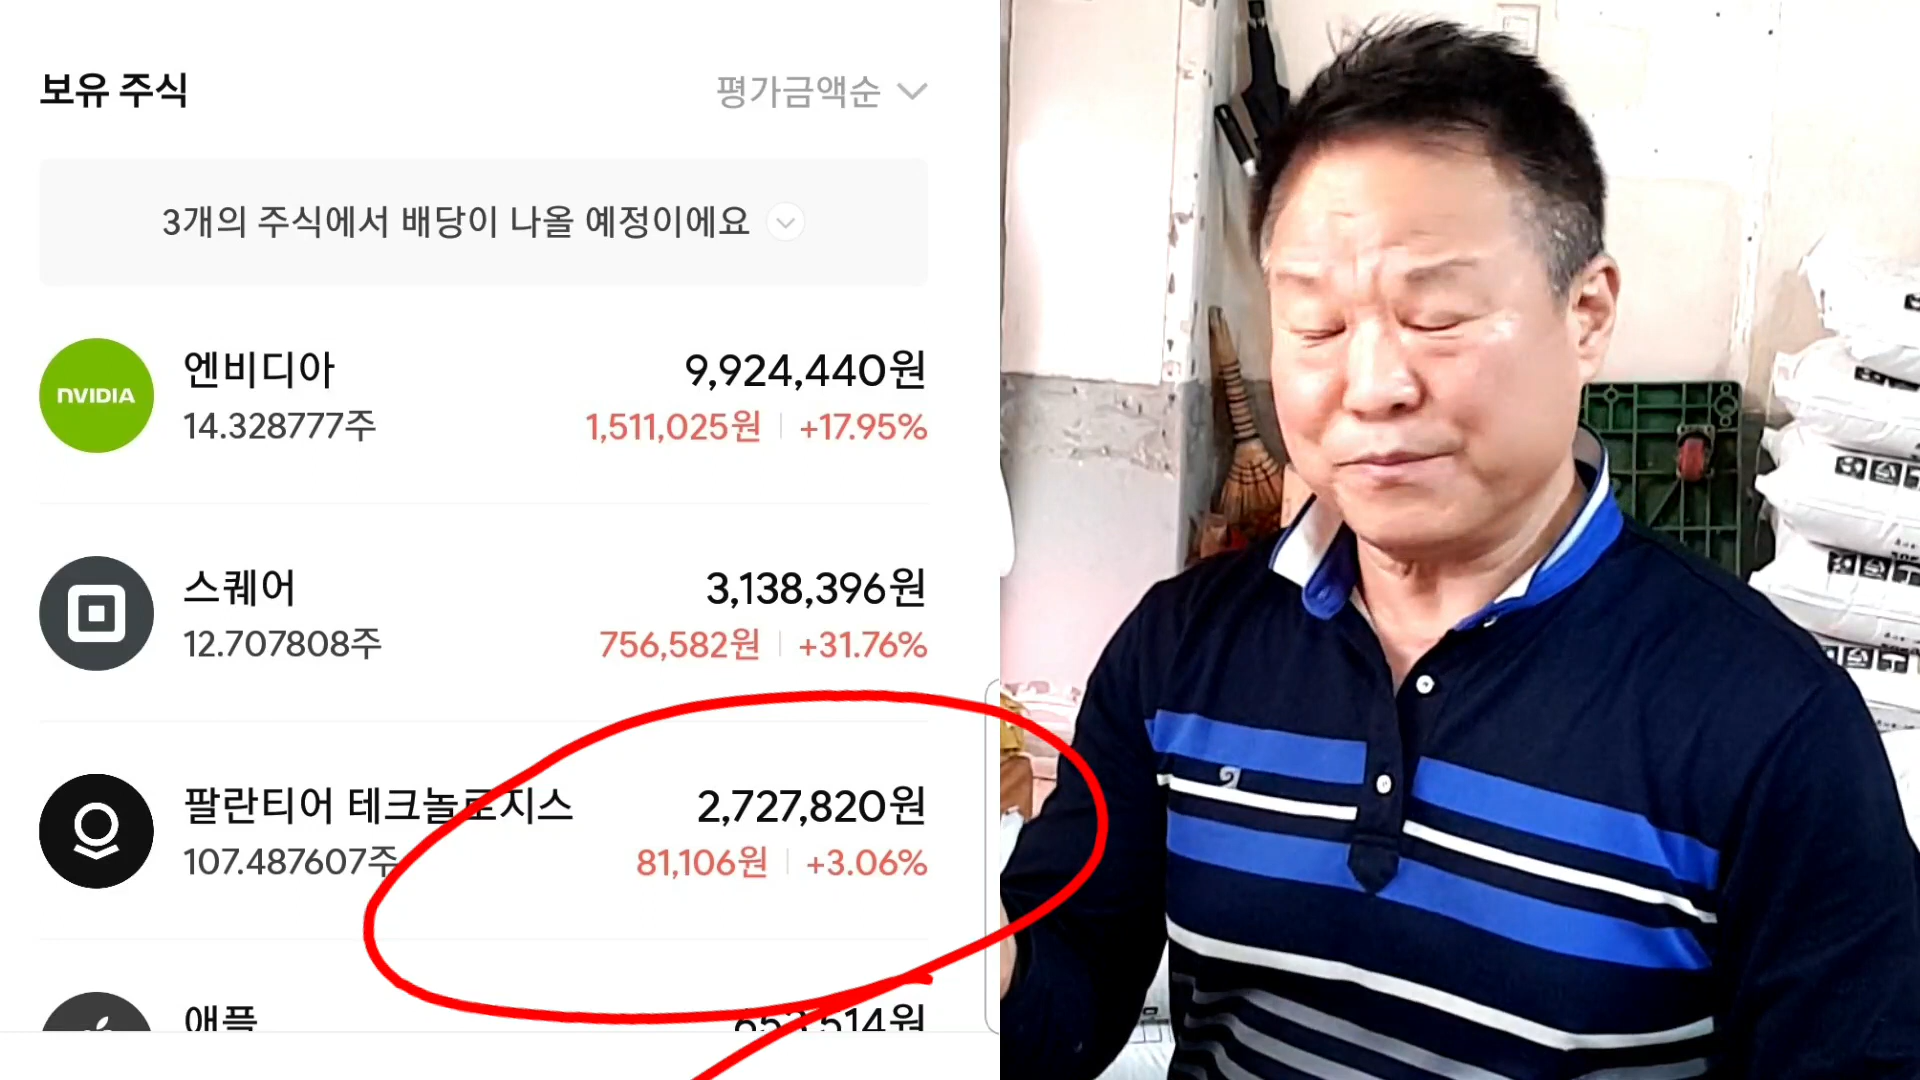 보유 주식
평가금액순
3개의 주식에서 배당이 나올 예정이에요
NVIDIA
엔비디아
9,924,440원
14.328777주
1,511,025원 +17.95%
스퀘어
3,138,396원
12.707808주
756,582원 +31.76%
팔란티어 테크놀로지스
2,727,820원
107.487607주
81,106원 +3.06%
애플
653,514원